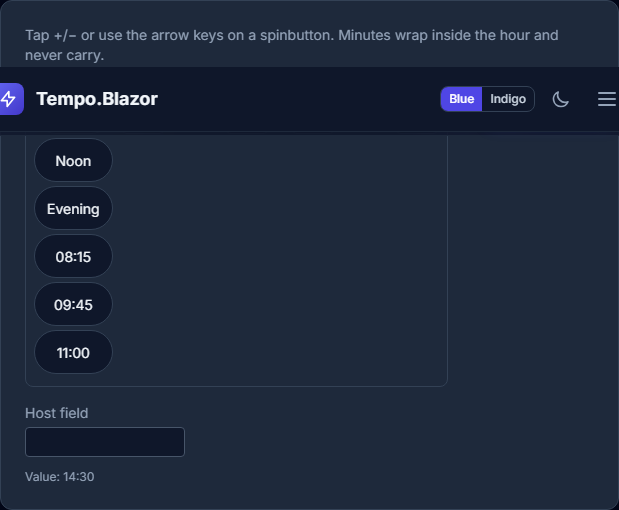 Tap +/− or use the arrow keys on a spinbutton. Minutes wrap inside the hour and
never carry.
Tempo.Blazor
Blue
Indigo
Noon
Evening
08:15
09:45
11:00
Host field
Value: 14:30